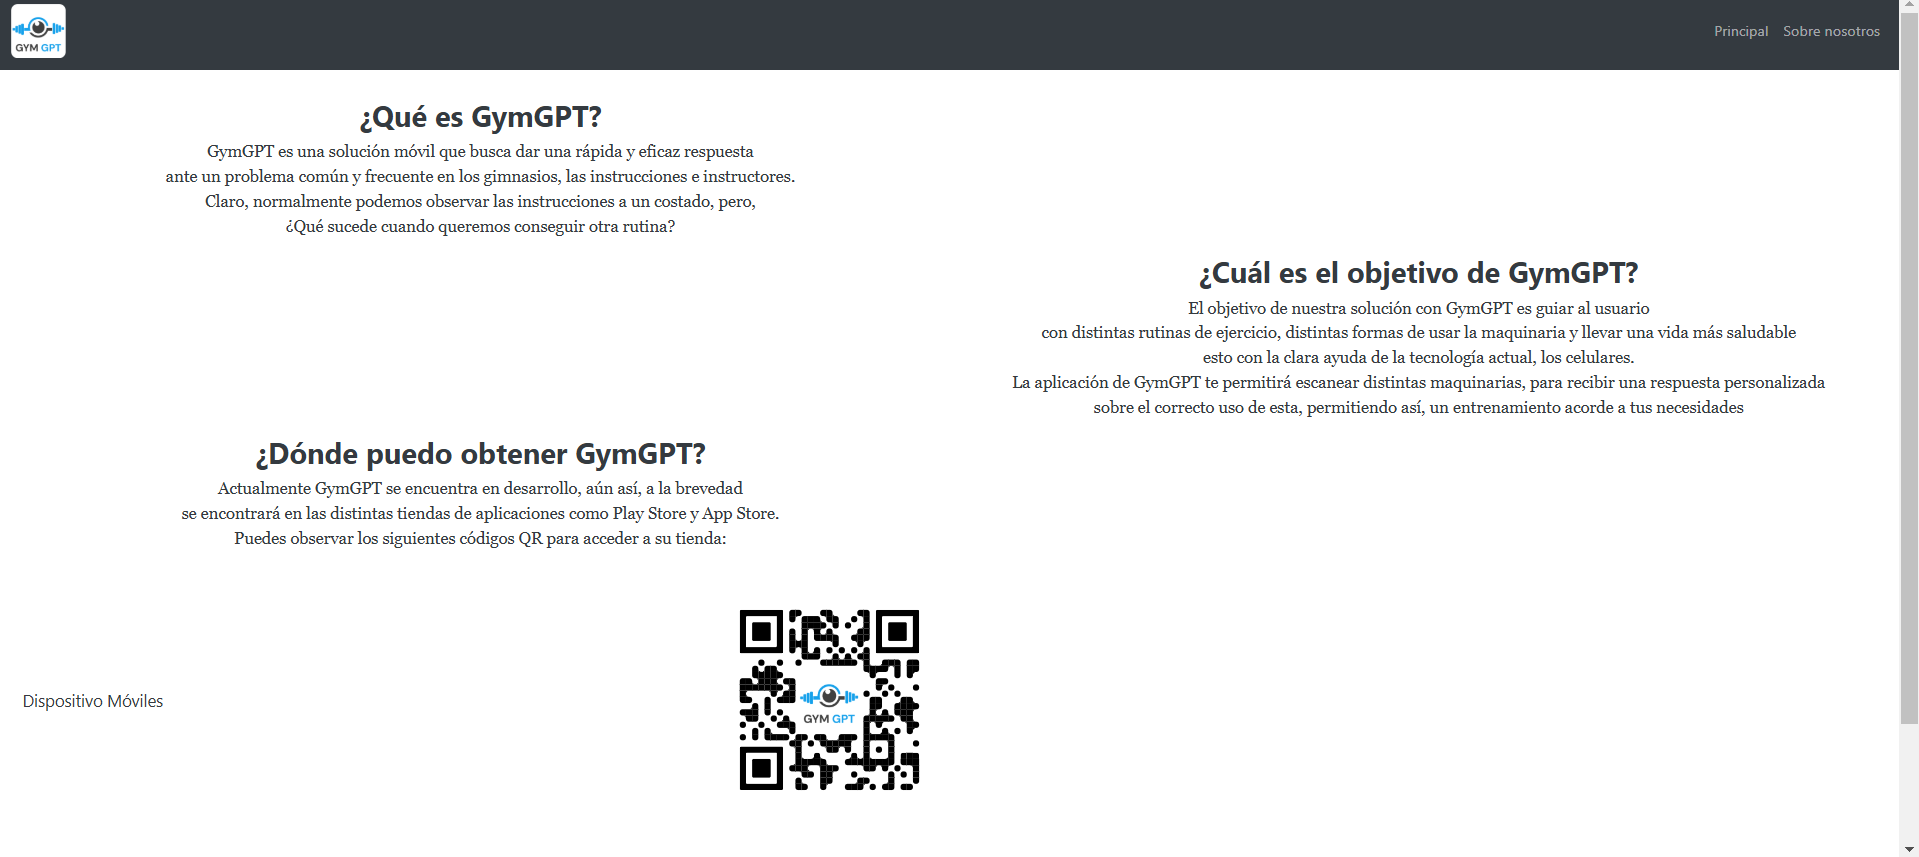 GYM GPT
Principal Sobre nosotros
¿Qué es GymGPT?
GymGPT es una solución móvil que busca dar una rápida y eficaz respuesta
ante un problema común y frecuente en los gimnasios, las instrucciones e instructores.
Claro, normalmente podemos observar las instrucciones a un costado, pero,
¿Qué sucede cuando queremos conseguir otra rutina?
¿Cuál es el objetivo de GymGPT?
El objetivo de nuestra solución con GymGPT es guiar al usuario
con distintas rutinas de ejercicio, distintas formas de usar la maquinaria y llevar una vida más saludable
esto con la clara ayuda de la tecnología actual, los celulares.
La aplicación de GymGPT te permitirá escanear distintas maquinarias, para recibir una respuesta personalizada
sobre el correcto uso de esta, permitiendo así, un entrenamiento acorde a tus necesidades
¿Dónde puedo obtener GymGPT?
Actualmente GymGPT se encuentra en desarrollo, aún así, a la brevedad
se encontrará en las distintas tiendas de aplicaciones como Play Store y App Store.
Puedes observar los siguientes códigos QR para acceder a su tienda:
Dispositivo Móviles
GYM GPT